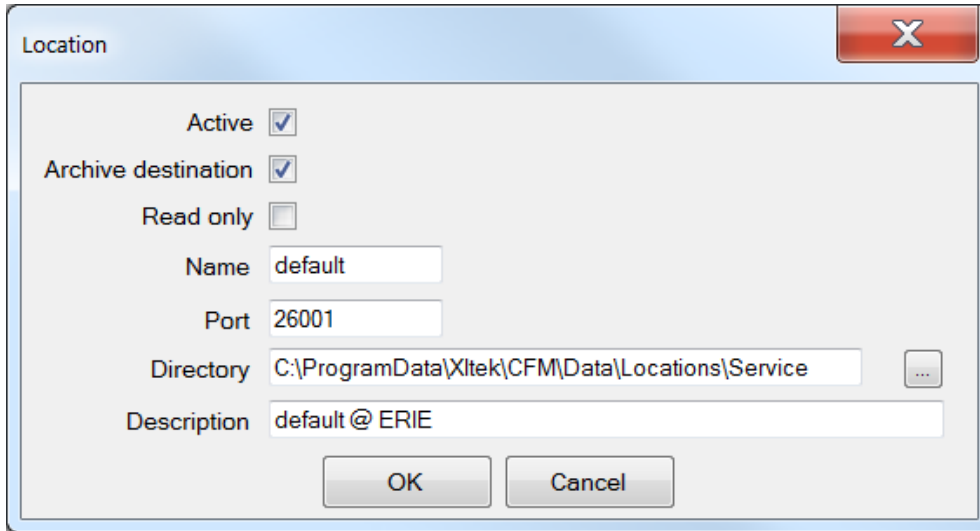 Location
Active
Archive destination
Read only
Name default
Port 26001
Directory C:\ProgramData\Xltek\CFM\Data\Locations\Service ...
Description default @ ERIE
OK Cancel